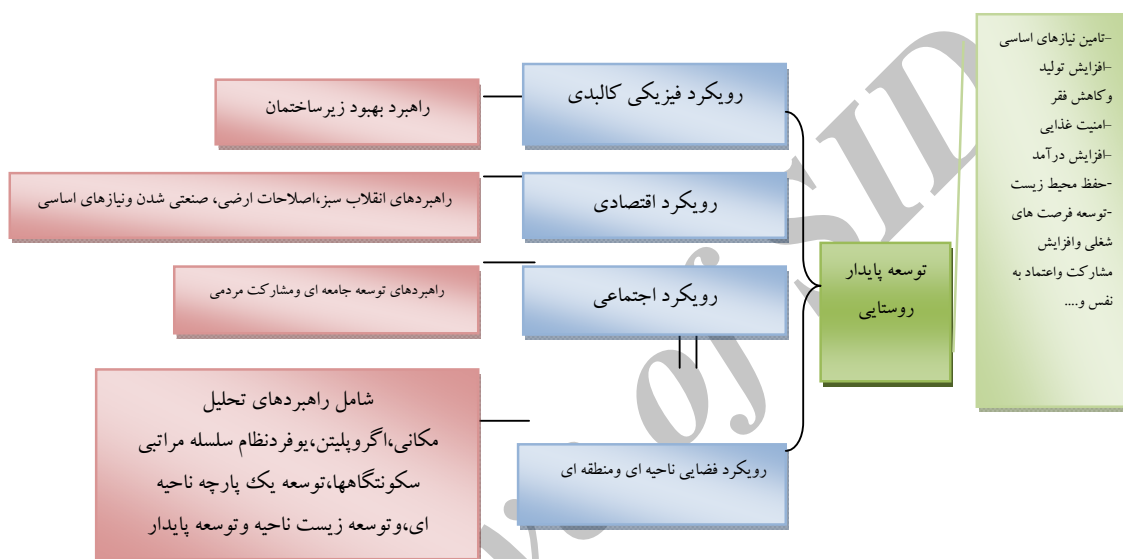 -تامین نیازهای اساسی
-افزایش تولید
وکاهش فقر
-امنیت غذایی
-افزایش درآمد
-حفظ محیط زیست
-توسعه فرصت های
شغلی وافزایش
مشارکت واعتماد به
نفس و....
توسعه پایدار
روستایی
رویکرد فیزیکی کالبدی
راهبرد بهبود زیرساختمان
رویکرد اقتصادی
راهبردهای انقلاب سبز،اصلاحات ارضی، صنعتی شدن ونیازهای اساسی
رویکرد اجتماعی
راهبردهای توسعه جامعه ای ومشارکت مردمی
رویکرد فضایی ناحیه ای ومنطقه ای
شامل راهبردهای تحلیل
مکانی،اگروپلیتن،یوفردنظام سلسله مراتبی
سکونتگاهها،توسعه یک پارچه ناحیه
ای،وتوسعه زیست ناحیه وتوسعه پایدار
of SID